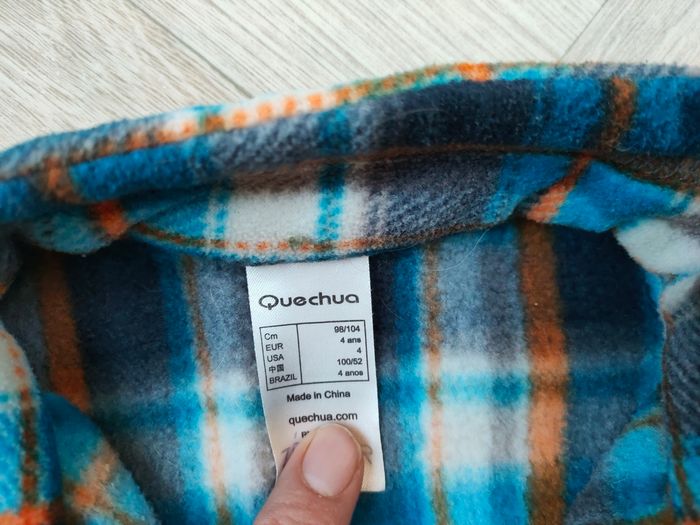 Quechua
Cm 98/104
EUR 4 ans
USA 4
中国 100/52
BRAZIL 4 anos
Made in China
quechua.com